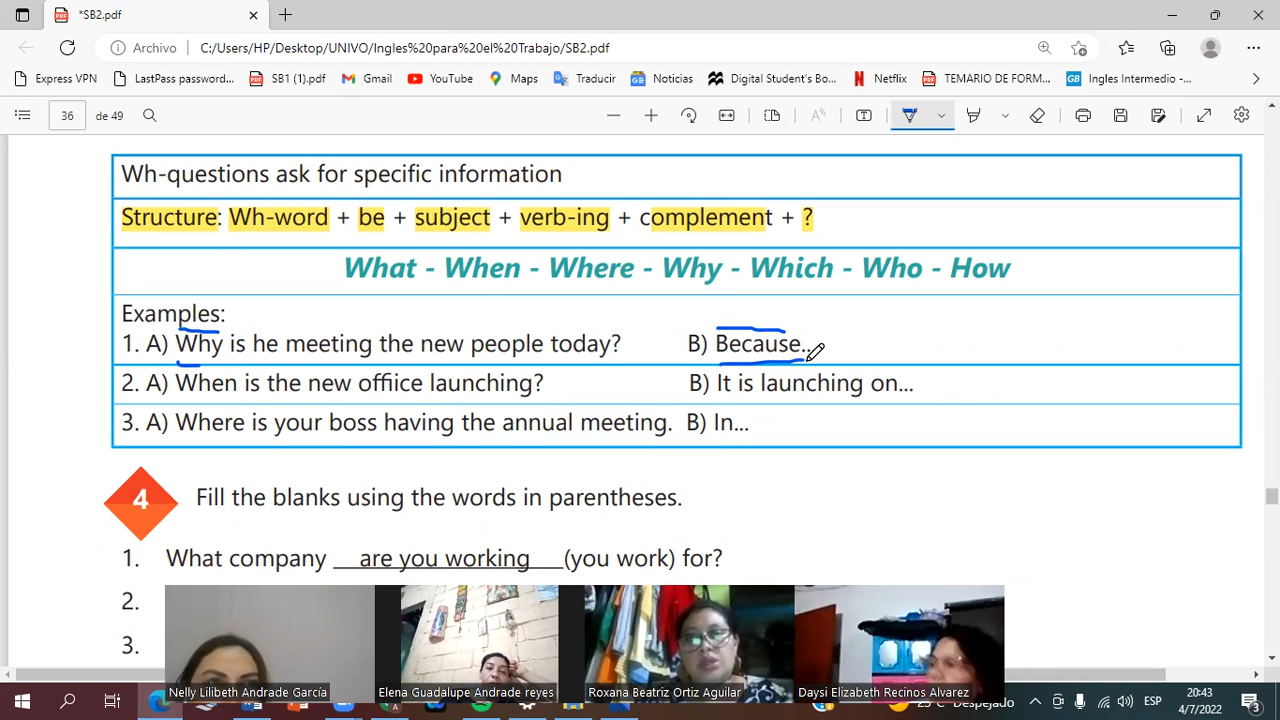 *SB2.pdf
Archivo C:/Users/HP/Desktop/UNIVO/Ingles%20para%20el%20Trabajo/SB2.pdf
Express VPN LastPass password... SB1 (1).pdf Gmail YouTube Maps Traducir Noticias Digital Student's Bo... Netflix TEMARIO DE FORM... Ingles Intermedio -...
36 de 49
Wh-questions ask for specific information
Structure: Wh-word + be + subject + verb-ing + complement + ?
What - When - Where - Why - Which - Who - How
Examples:
1. A) Why is he meeting the new people today? B) Because...
2. A) When is the new offiice launching? B) It is launching on...
3. A) Where is your boss having the annual meeting. B) In...
4 Fill the blanks using the words in parentheses.
1. What company __are you working___(you work) for?
2.
3.
Nelly Lilibeth Andrade García Elena Guadalupe Andrade reyes Roxana Beatriz Ortiz Aguilar Daysi Elizabeth Recinos Alvarez
Despejado ESP 20:43
4/7/2022
3